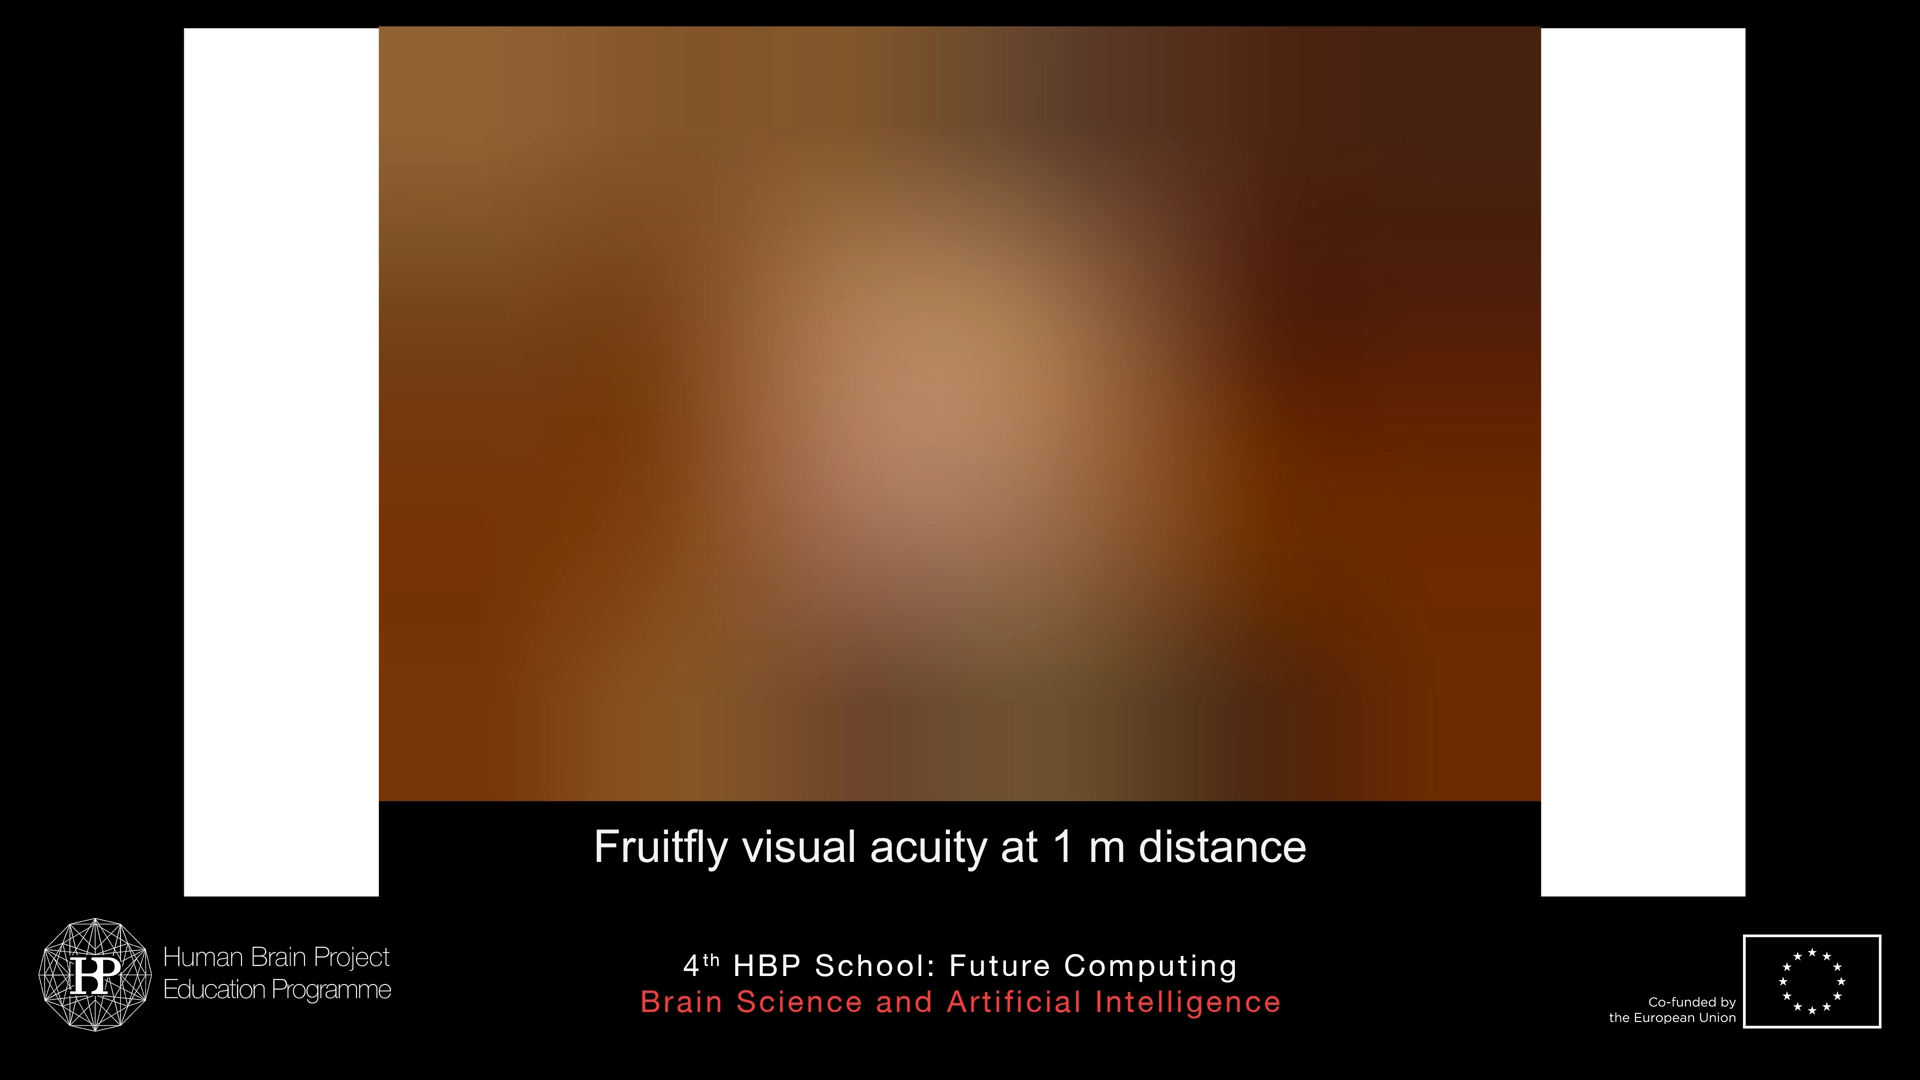 Fruitfly visual acuity at 1 m distance
HP
Human Brain Project
Education Programme
4th HBP School: Future Computing
Brain Science and Artificial Intelligence
Co-funded by
the European Union